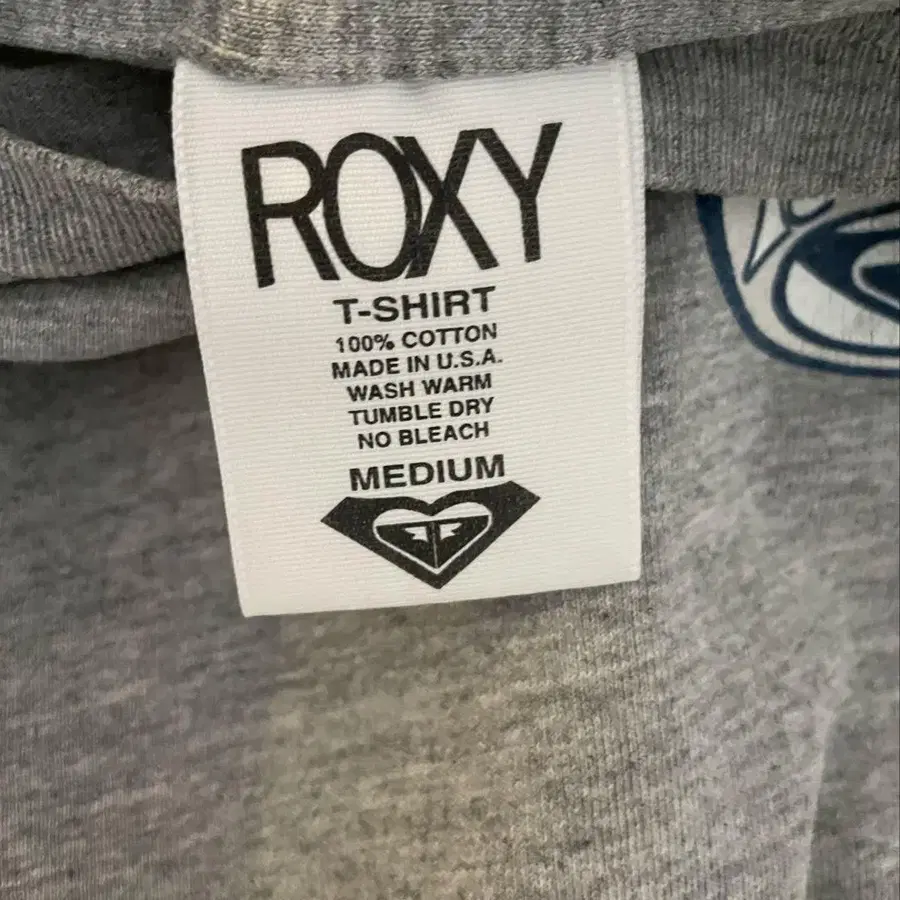 ROXY
T-SHIRT
100% COTTON
MADE IN U.S.A.
WASH WARM
TUMBLE DRY
NO BLEACH
MEDIUM